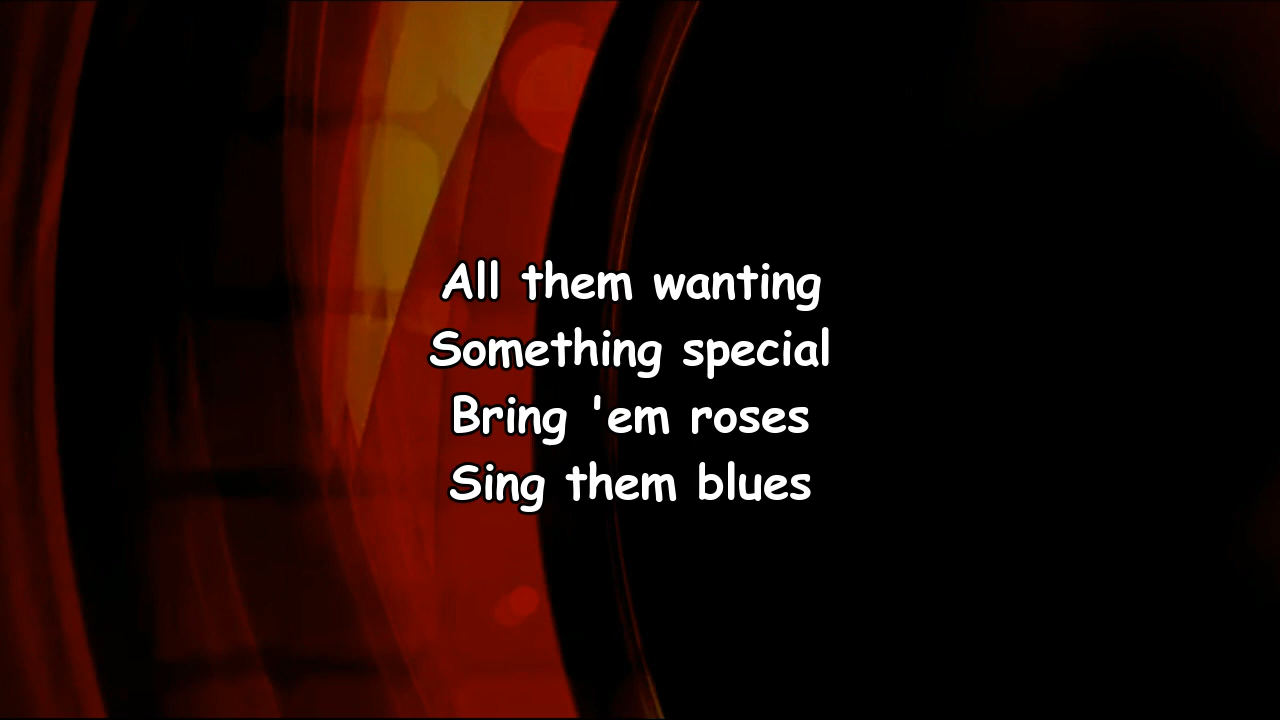 All them wanting
Something special
Bring 'em roses
Sing them blues